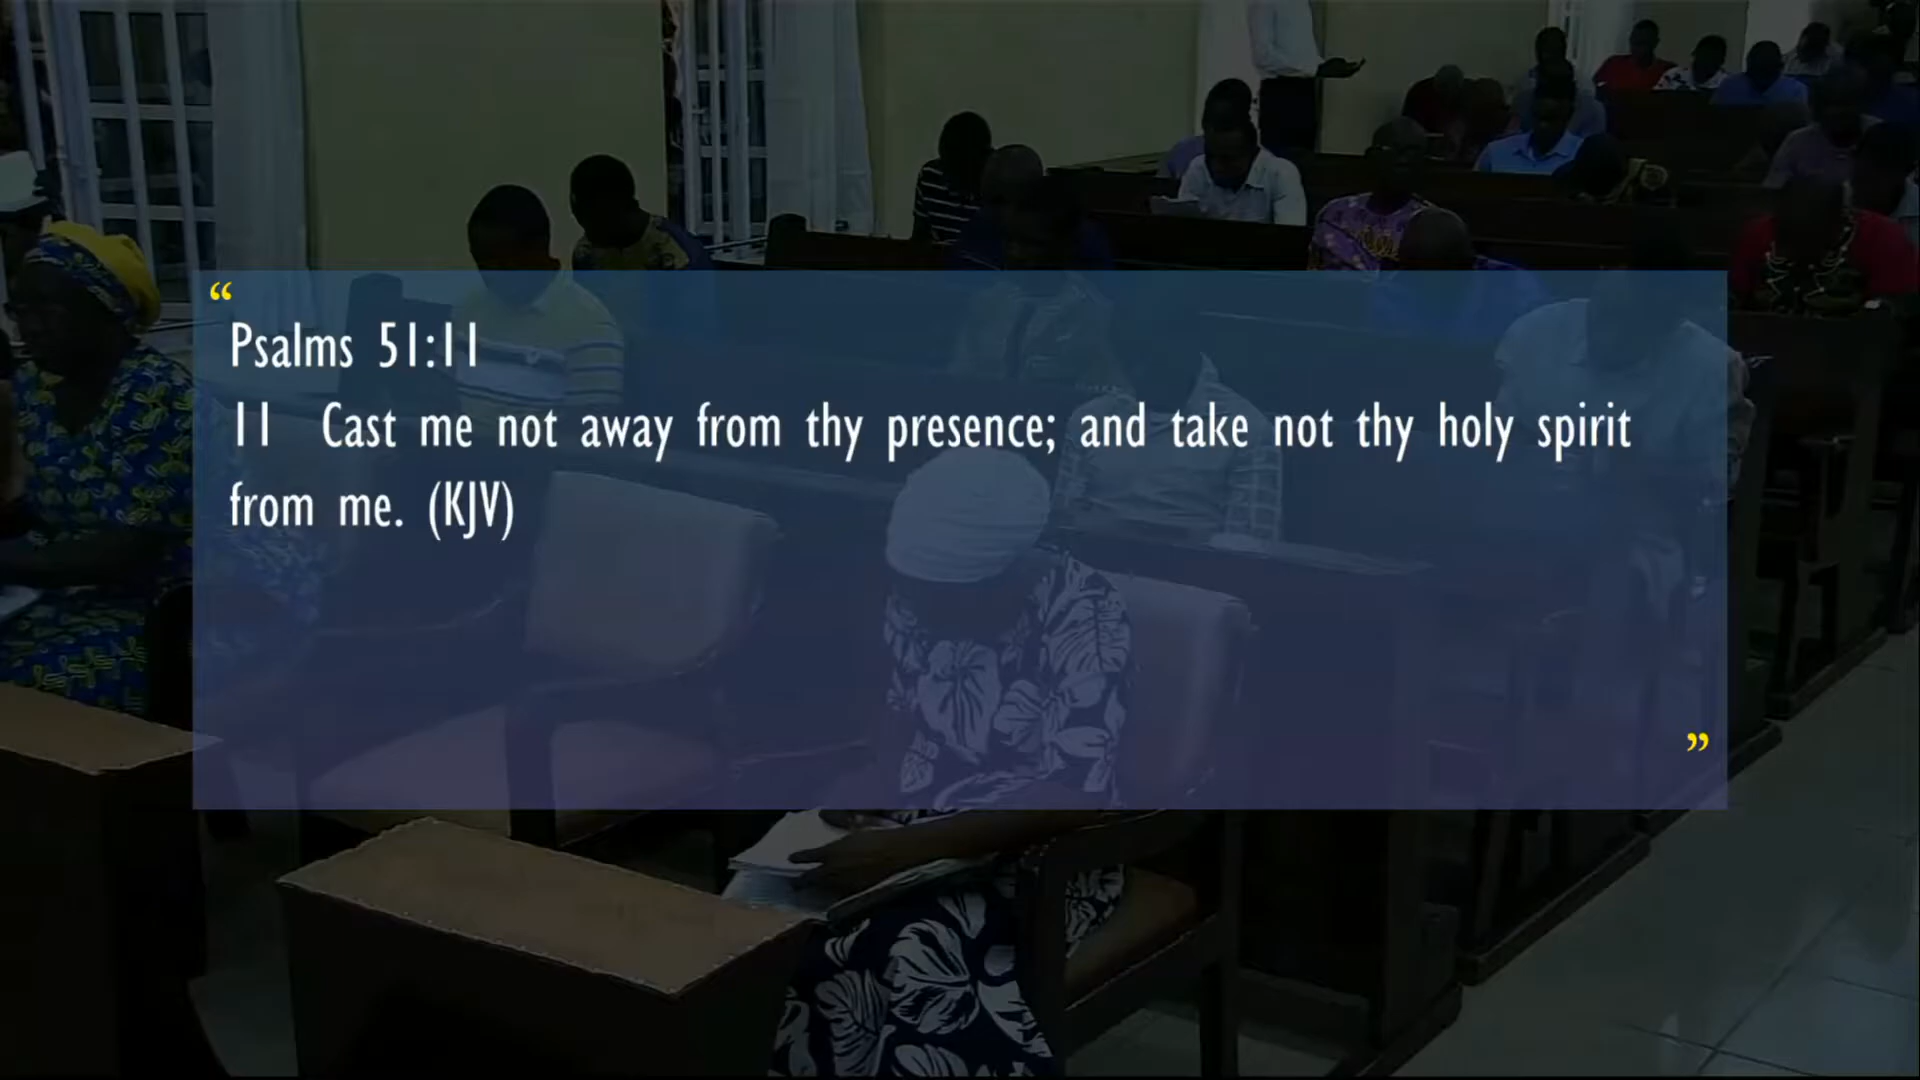 “
Psalms 51:11
11 Cast me not away from thy presence; and take not thy holy spirit
from me. (KJV)
”